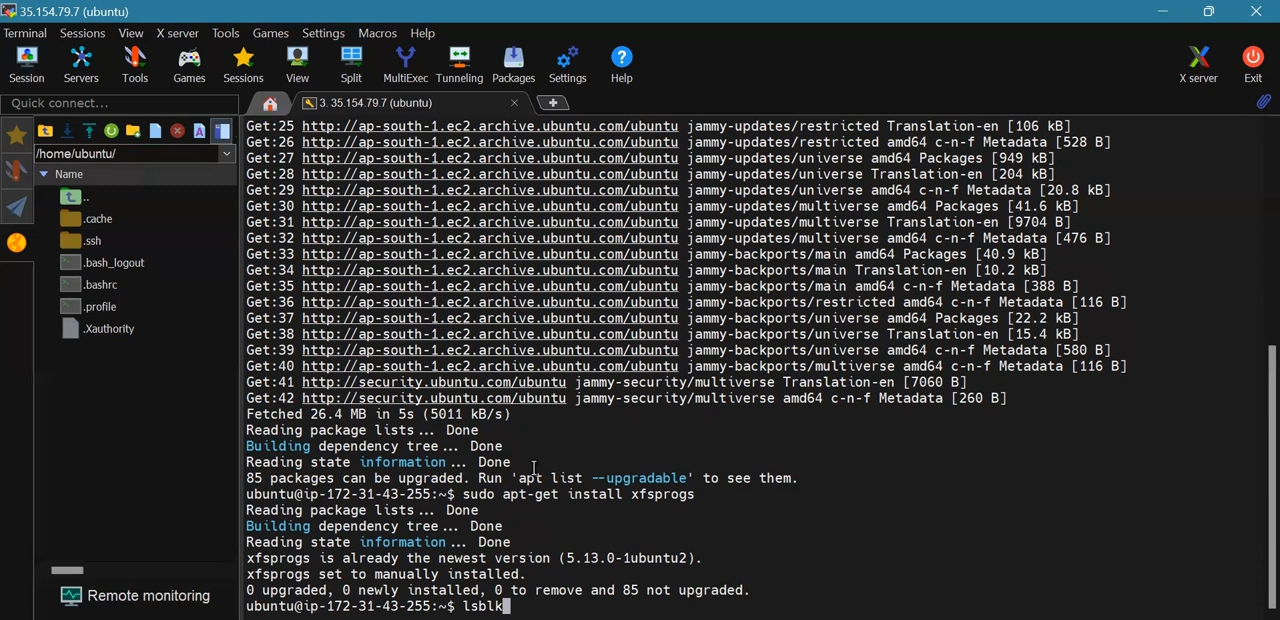 35.154.79.7 (ubuntu)
Terminal Sessions View X server Tools Games Settings Macros Help
Session Servers Tools Games Sessions View Split MultiExec Tunneling Packages Settings Help X server Exit
Quick connect...
3. 35.154.79.7 (ubuntu)
/home/ubuntu/
Name
..
.cache
.ssh
.bash_logout
.bashrc
.profile
.Xauthority
Remote monitoring
Get:25 http://ap-south-1.ec2.archive.ubuntu.com/ubuntu jammy-updates/restricted Translation-en [106 kB]
Get:26 http://ap-south-1.ec2.archive.ubuntu.com/ubuntu jammy-updates/restricted amd64 c-n-f Metadata [528 B]
Get:27 http://ap-south-1.ec2.archive.ubuntu.com/ubuntu jammy-updates/universe amd64 Packages [949 kB]
Get:28 http://ap-south-1.ec2.archive.ubuntu.com/ubuntu jammy-updates/universe Translation-en [204 kB]
Get:29 http://ap-south-1.ec2.archive.ubuntu.com/ubuntu jammy-updates/universe amd64 c-n-f Metadata [20.8 kB]
Get:30 http://ap-south-1.ec2.archive.ubuntu.com/ubuntu jammy-updates/multiverse amd64 Packages [41.6 kB]
Get:31 http://ap-south-1.ec2.archive.ubuntu.com/ubuntu jammy-updates/multiverse Translation-en [9704 B]
Get:32 http://ap-south-1.ec2.archive.ubuntu.com/ubuntu jammy-updates/multiverse amd64 c-n-f Metadata [476 B]
Get:33 http://ap-south-1.ec2.archive.ubuntu.com/ubuntu jammy-backports/main amd64 Packages [40.9 kB]
Get:34 http://ap-south-1.ec2.archive.ubuntu.com/ubuntu jammy-backports/main Translation-en [10.2 kB]
Get:35 http://ap-south-1.ec2.archive.ubuntu.com/ubuntu jammy-backports/main amd64 c-n-f Metadata [388 B]
Get:36 http://ap-south-1.ec2.archive.ubuntu.com/ubuntu jammy-backports/restricted amd64 c-n-f Metadata [116 B]
Get:37 http://ap-south-1.ec2.archive.ubuntu.com/ubuntu jammy-backports/universe amd64 Packages [22.2 kB]
Get:38 http://ap-south-1.ec2.archive.ubuntu.com/ubuntu jammy-backports/universe Translation-en [15.4 kB]
Get:39 http://ap-south-1.ec2.archive.ubuntu.com/ubuntu jammy-backports/universe amd64 c-n-f Metadata [580 B]
Get:40 http://ap-south-1.ec2.archive.ubuntu.com/ubuntu jammy-backports/multiverse amd64 c-n-f Metadata [116 B]
Get:41 http://security.ubuntu.com/ubuntu jammy-security/multiverse Translation-en [7060 B]
Get:42 http://security.ubuntu.com/ubuntu jammy-security/multiverse amd64 c-n-f Metadata [260 B]
Fetched 26.4 MB in 5s (5011 kB/s)
Reading package lists... Done
Building dependency tree... Done
Reading state information... Done
85 packages can be upgraded. Run 'apt list --upgradable' to see them.
ubuntu@ip-172-31-43-255:~$ sudo apt-get install xfsprogs
Reading package lists... Done
Building dependency tree... Done
Reading state information... Done
xfsprogs is already the newest version (5.13.0-1ubuntu2).
xfsprogs set to manually installed.
0 upgraded, 0 newly installed, 0 to remove and 85 not upgraded.
ubuntu@ip-172-31-43-255:~$ lsblk